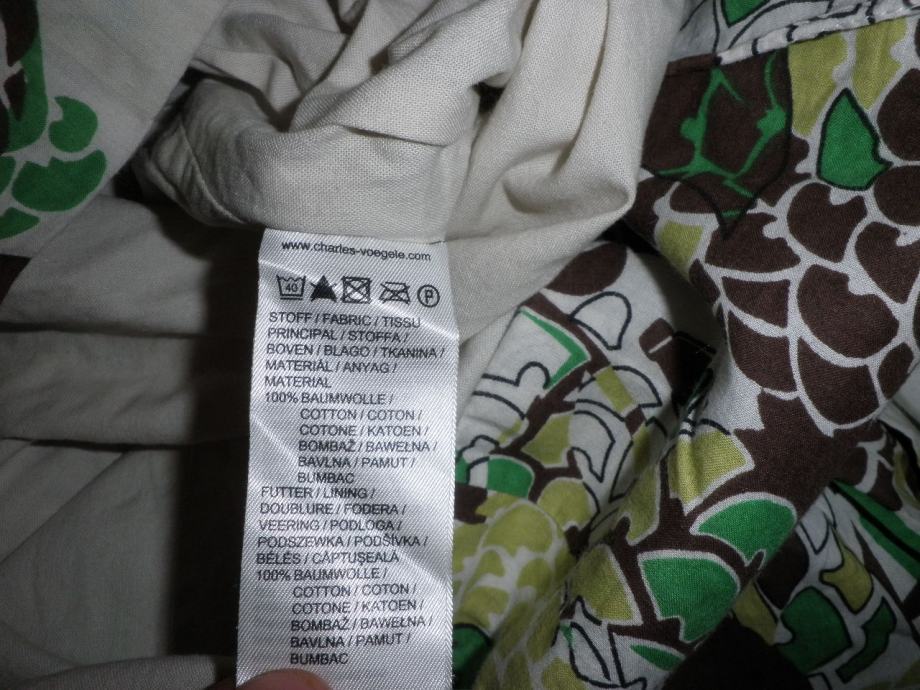 www.charles-voegele.com
40 P
STOFF / FABRIC / TISSU
PRINCIPAL / STOFFA /
BOVEN / BLAGO / TKANINA /
MATERIÁL / ANYAG /
MATERIAL
100% BAUMWOLLE /
COTTON / COTON /
COTONE / KATOEN /
BOMBAŽ / BAWEŁNA /
BAVLNA / PAMUT /
BUMBAC
FUTTER / LINING /
DOUBLURE / FODERA /
VEERING / PODLOGA /
PODSZEWKA / PODŠÍVKA /
BÉLÉS / CĂPTUŞEALĂ
100% BAUMWOLLE /
COTTON / COTON /
COTONE / KATOEN /
BOMBAŽ / BAWEŁNA /
BAVLNA / PAMUT /
BUMBAC